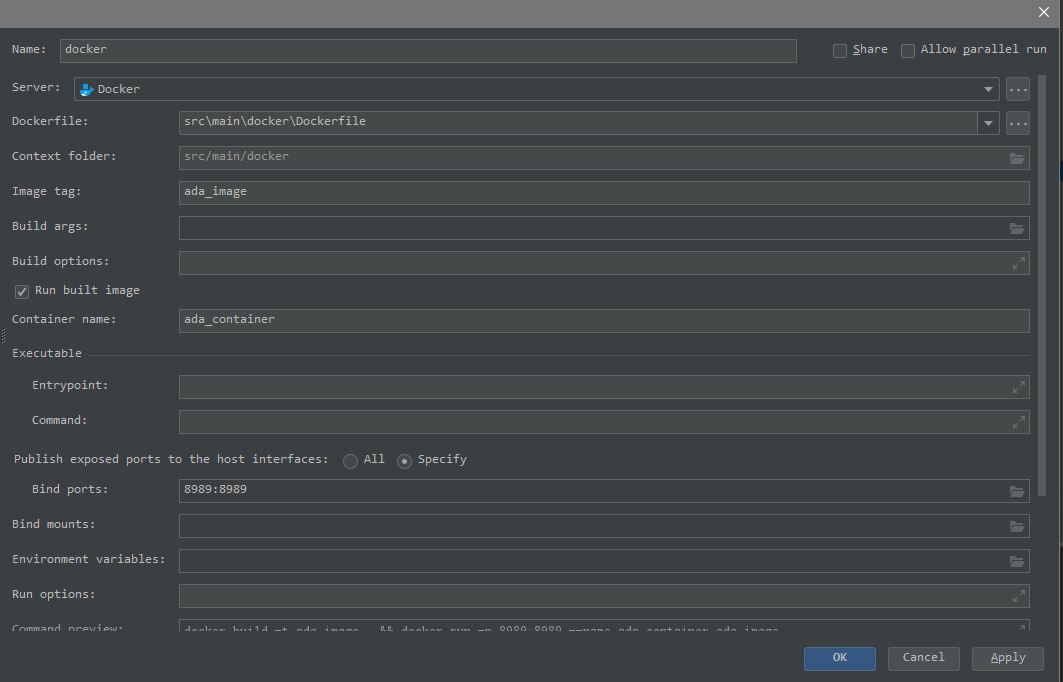 Name: docker Share Allow parallel run
Server: Docker ...
Dockerfile: src\main\docker\Dockerfile ...
Context folder: src/main/docker
Image tag: ada_image
Build args:
Build options:
Run built image
Container name: ada_container
Executable
Entrypoint:
Command:
Publish exposed ports to the host interfaces: All Specify
Bind ports: 8989:8989
Bind mounts:
Environment variables:
Run options:
Command preview: docker build -t ada_image . && docker run -p 8989:8989 --name ada_container ada_image
OK Cancel Apply